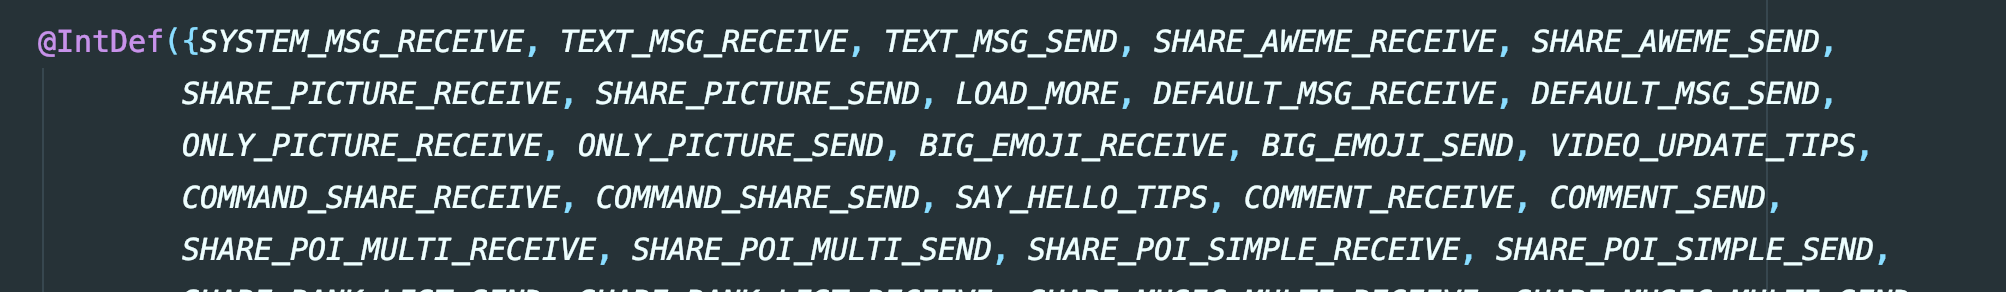 @IntDef({SYSTEM_MSG_RECEIVE, TEXT_MSG_RECEIVE, TEXT_MSG_SEND, SHARE_AWEME_RECEIVE, SHARE_AWEME_SEND,
SHARE_PICTURE_RECEIVE, SHARE_PICTURE_SEND, LOAD_MORE, DEFAULT_MSG_RECEIVE, DEFAULT_MSG_SEND,
ONLY_PICTURE_RECEIVE, ONLY_PICTURE_SEND, BIG_EMOJI_RECEIVE, BIG_EMOJI_SEND, VIDEO_UPDATE_TIPS,
COMMAND_SHARE_RECEIVE, COMMAND_SHARE_SEND, SAY_HELLO_TIPS, COMMENT_RECEIVE, COMMENT_SEND,
SHARE_POI_MULTI_RECEIVE, SHARE_POI_MULTI_SEND, SHARE_POI_SIMPLE_RECEIVE, SHARE_POI_SIMPLE_SEND,